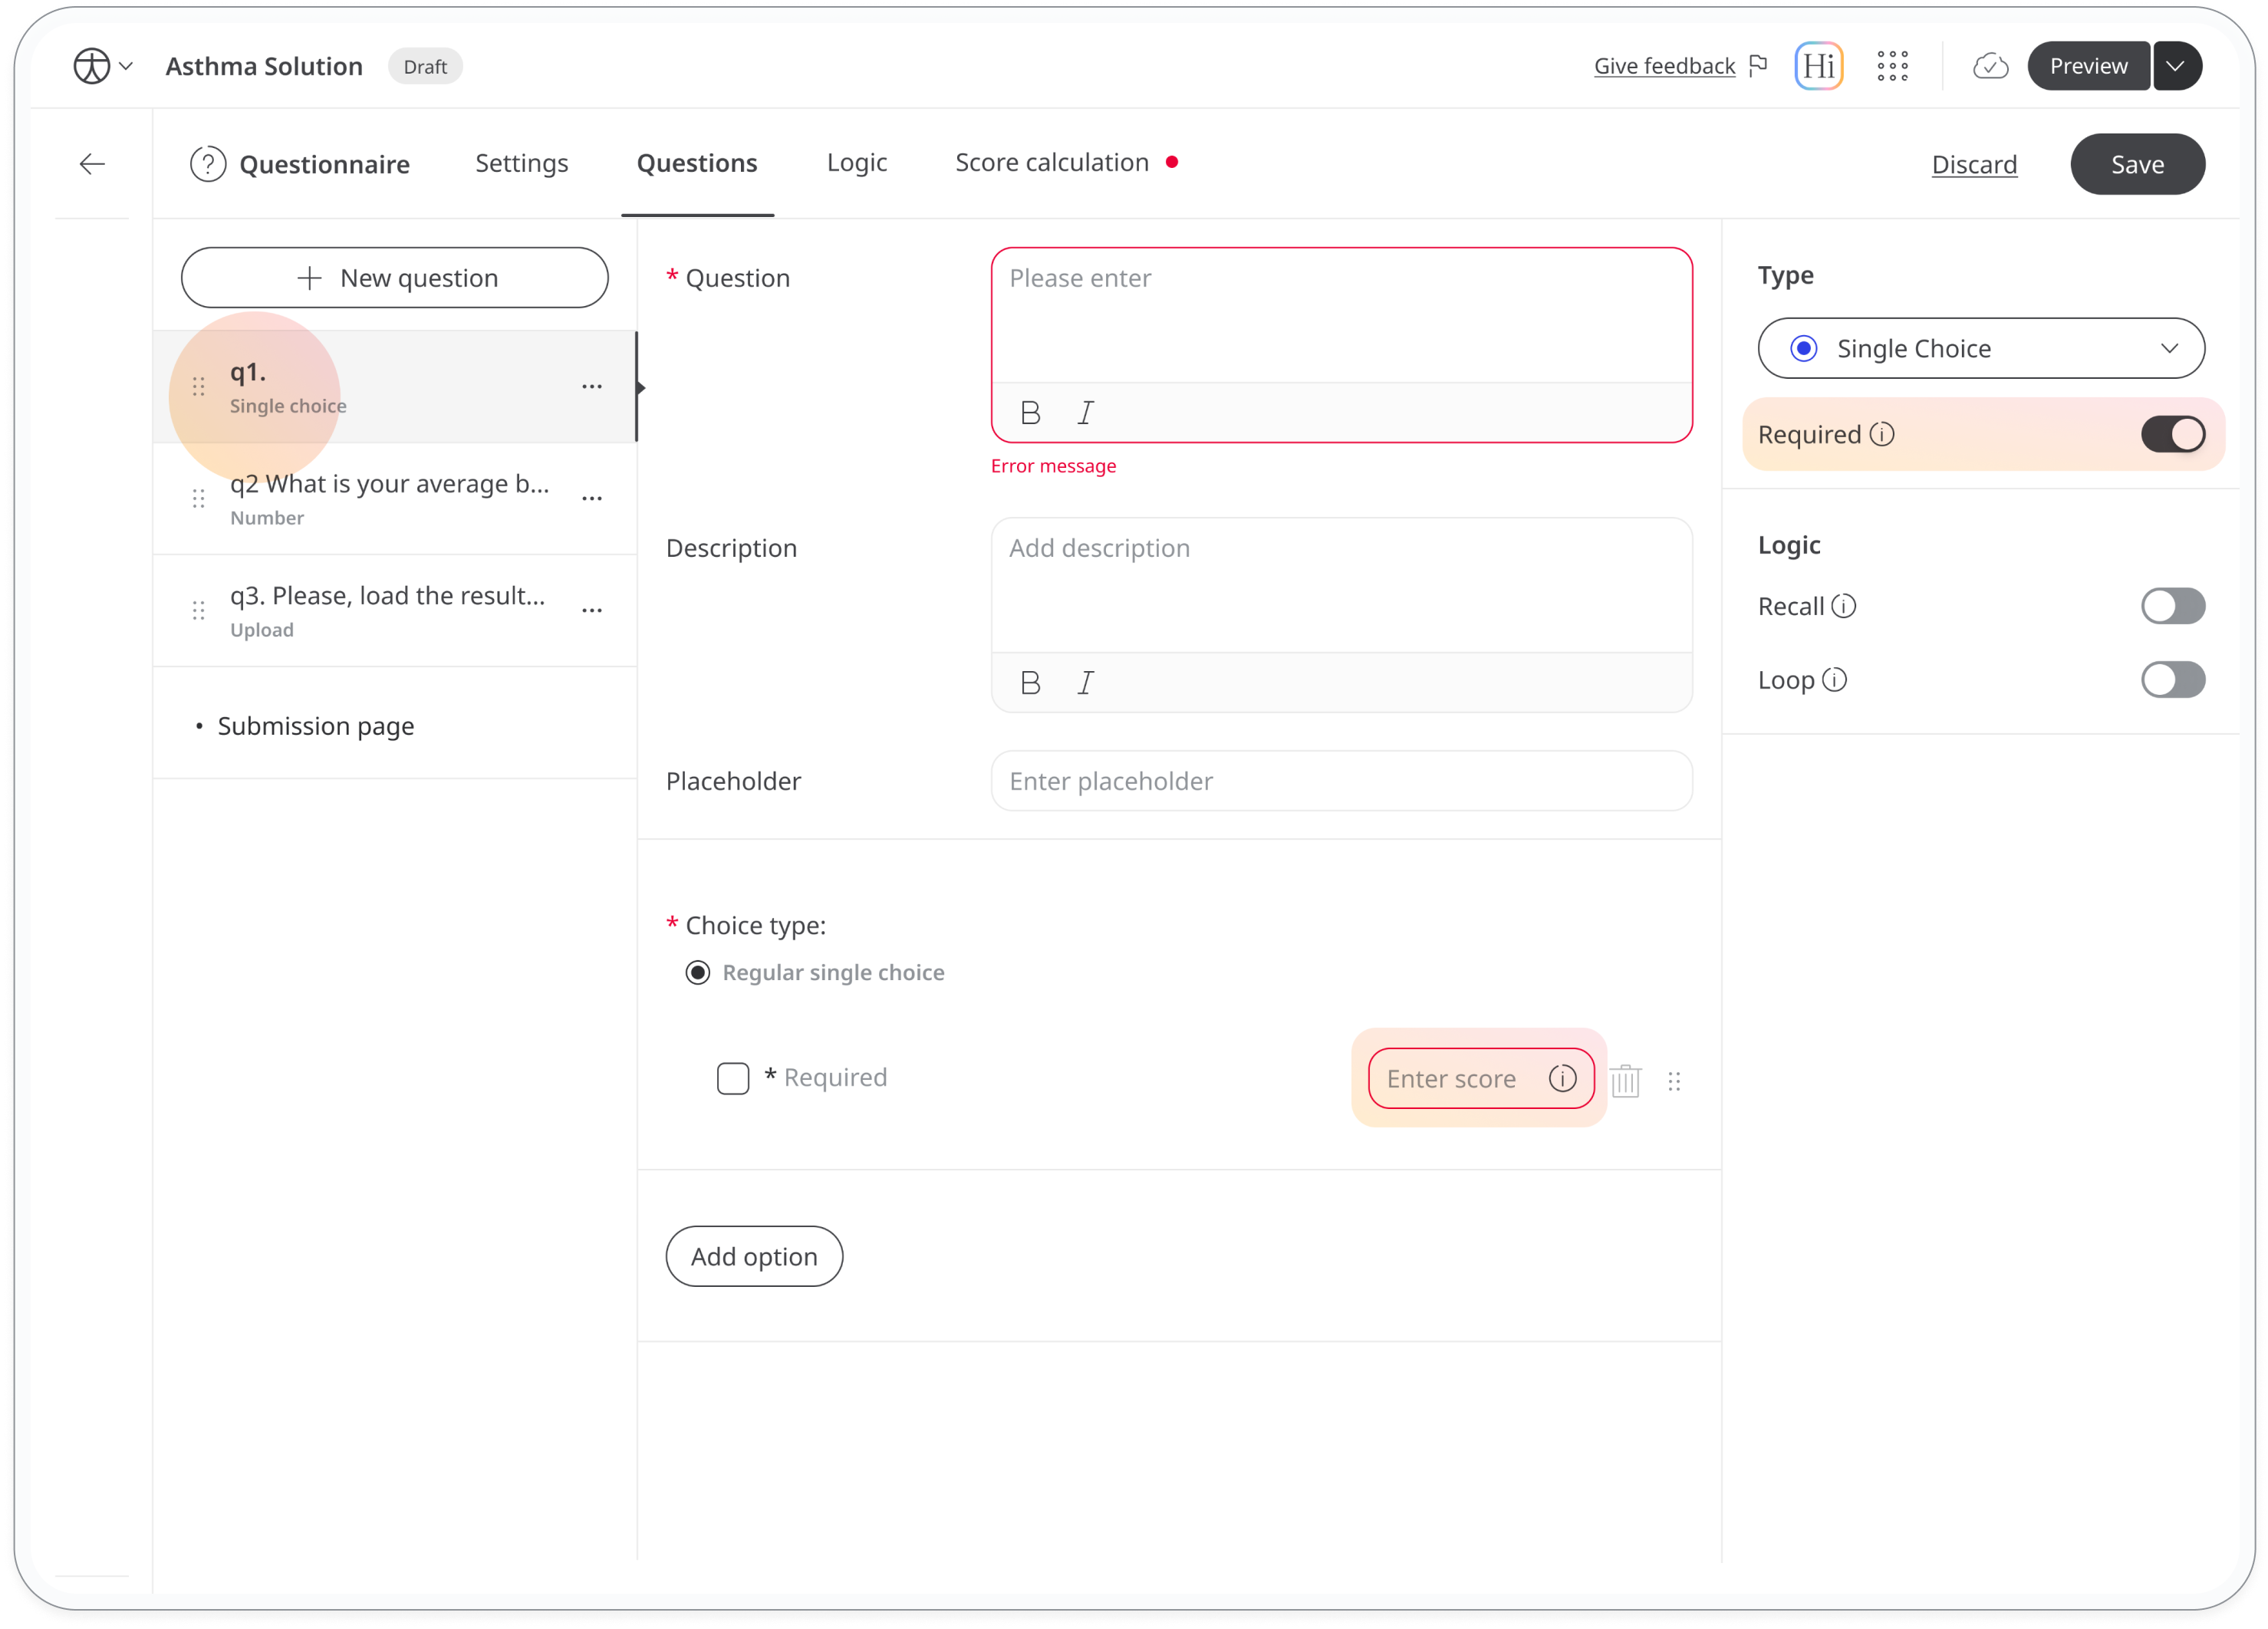 Asthma Solution
Draft
Give feedback
Hi
Preview
Questionnaire
Settings
Questions
Logic
Score calculation
Discard
Save
New question
q1.
Single choice
q2 What is your average b...
Number
q3. Please, load the result...
Upload
• Submission page
* Question
Please enter
B I
Error message
Description
Add description
B I
Placeholder
Enter placeholder
* Choice type:
Regular single choice
* Required
Enter score
Add option
Type
Single Choice
Required
Logic
Recall
Loop